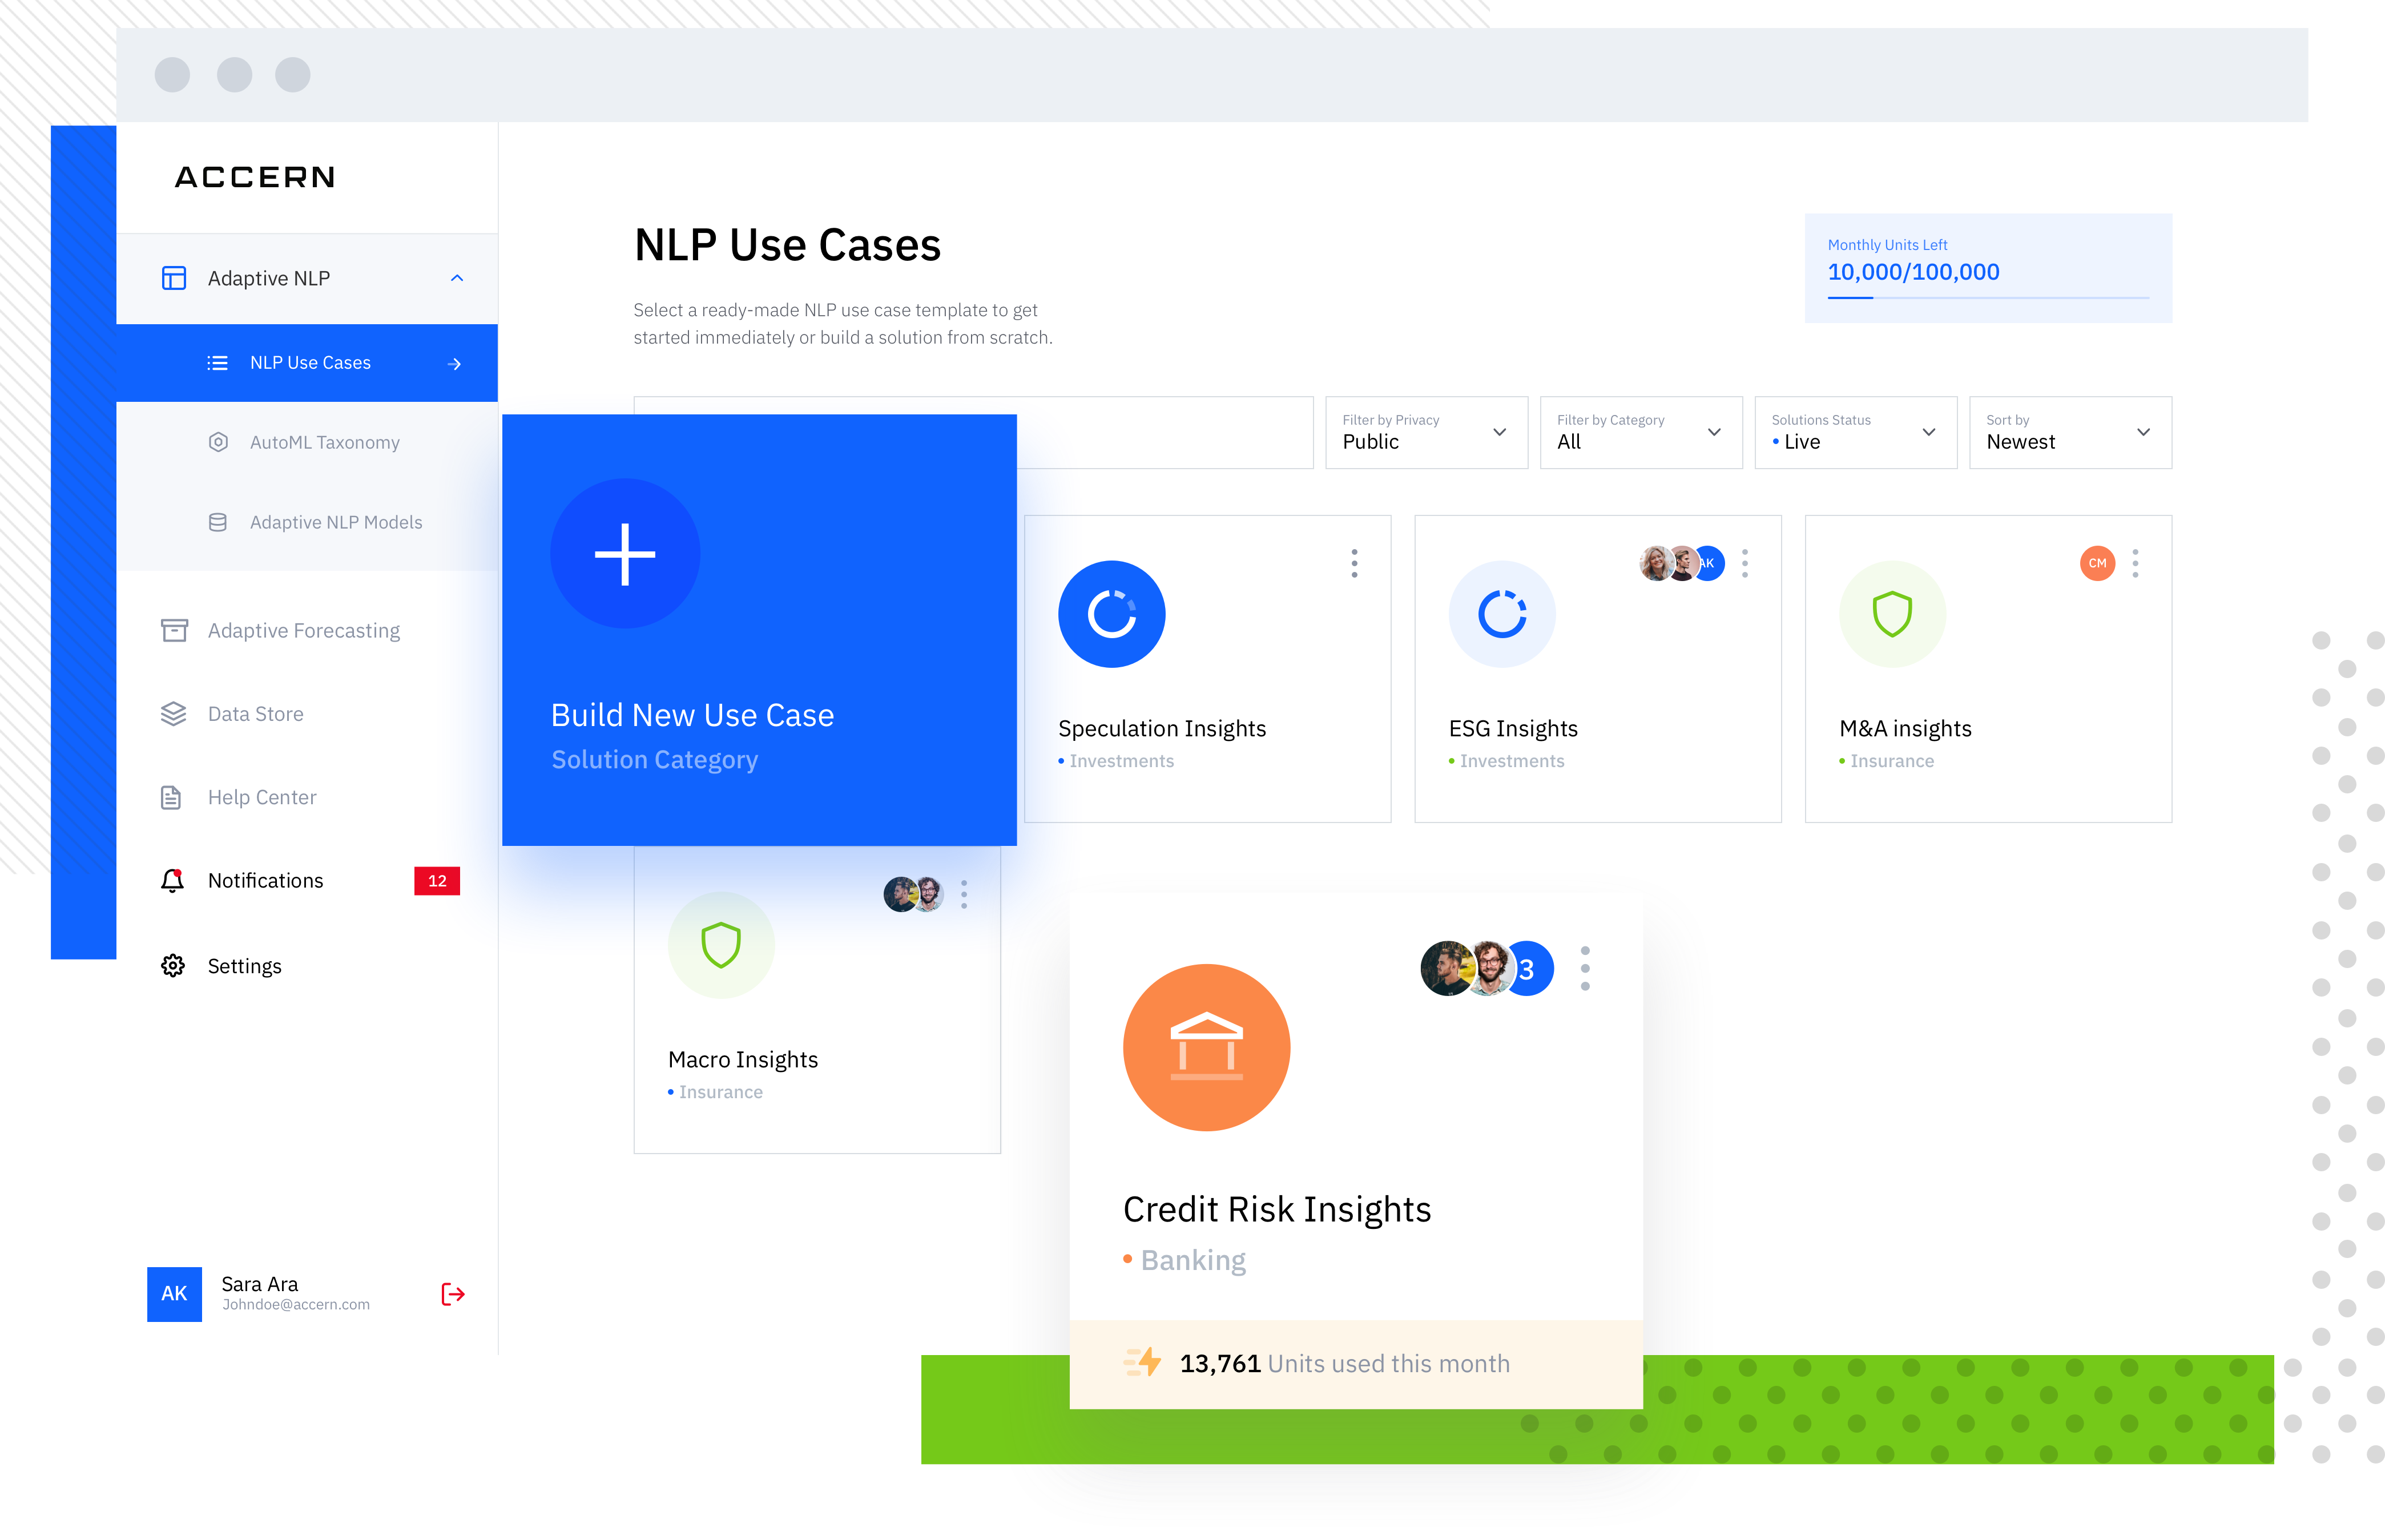 ACCERN
Adaptive NLP
NLP Use Cases
AutoML Taxonomy
Adaptive NLP Models
Adaptive Forecasting
Data Store
Help Center
Notifications
12
Settings
AK
Sara Ara
Johndoe@accern.com
NLP Use Cases
Select a ready-made NLP use case template to get
started immediately or build a solution from scratch.
Monthly Units Left
10,000/100,000
Filter by Privacy
Public
Filter by Category
All
Solutions Status
Live
Sort by
Newest
Build New Use Case
Solution Category
Speculation Insights
Investments
AK
ESG Insights
Investments
CM
M&A insights
Insurance
Macro Insights
Insurance
3
Credit Risk Insights
Banking
13,761 Units used this month